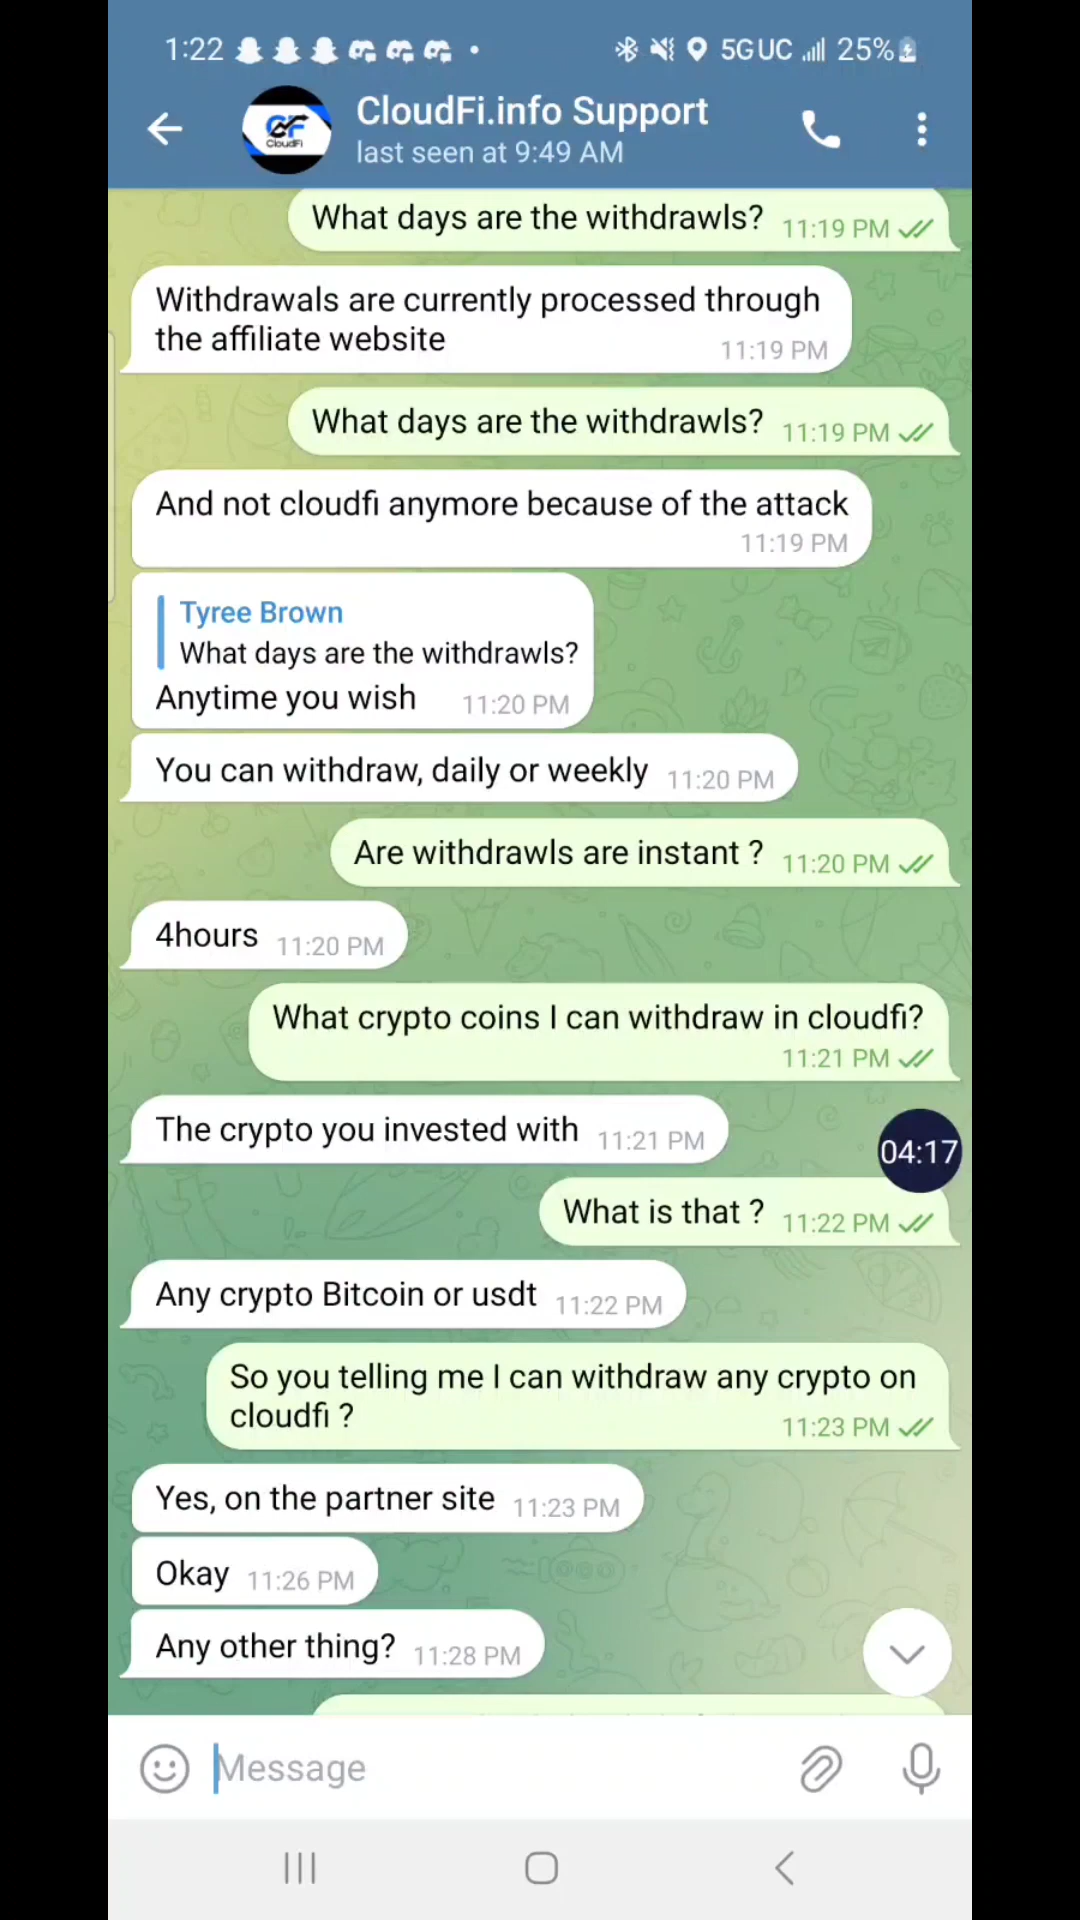 1:22
5G UC 25%
CloudFi.info Support
last seen at 9:49 AM
CF
CloudFi
What days are the withdrawls? 11:19 PM
Withdrawals are currently processed through
the affiliate website
11:19 PM
What days are the withdrawls? 11:19 PM
And not cloudfi anymore because of the attack
11:19 PM
Tyree Brown
What days are the withdrawls?
Anytime you wish 11:20 PM
You can withdraw, daily or weekly 11:20 PM
Are withdrawls are instant ? 11:20 PM
4hours 11:20 PM
What crypto coins I can withdraw in cloudfi?
11:21 PM
The crypto you invested with 11:21 PM
04:17
What is that ? 11:22 PM
Any crypto Bitcoin or usdt 11:22 PM
So you telling me I can withdraw any crypto on
cloudfi ?
11:23 PM
Yes, on the partner site 11:23 PM
Okay 11:26 PM
Any other thing? 11:28 PM
Message